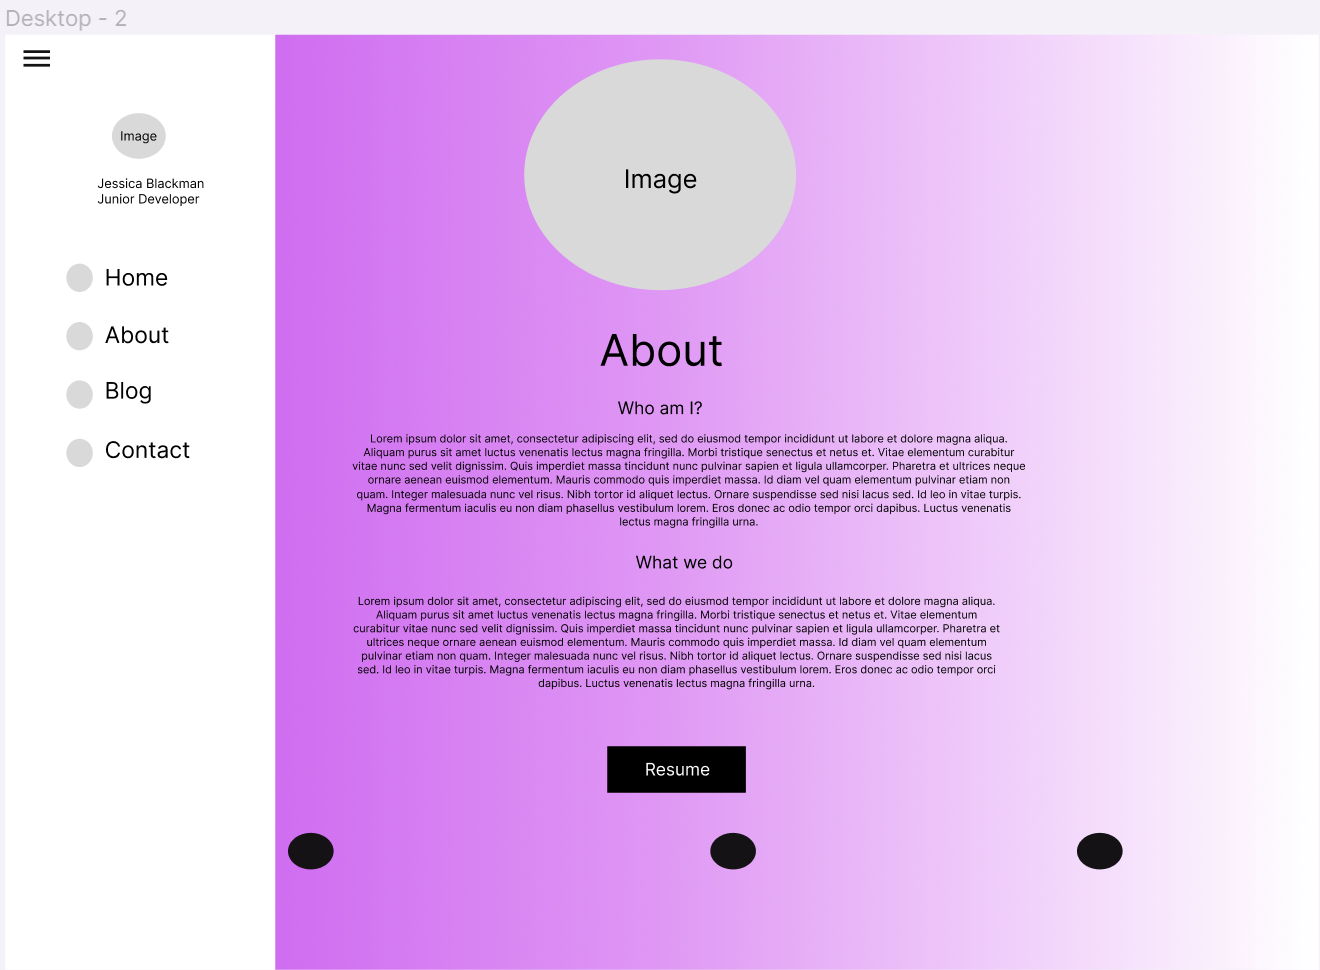 Desktop - 2
Image
Jessica Blackman
Junior Developer
Home
About
Blog
Contact
Image
About
Who am I?
Lorem ipsum dolor sit amet, consectetur adipiscing elit, sed do eiusmod tempor incididunt ut labore et dolore magna aliqua.
Aliquam purus sit amet luctus venenatis lectus magna fringilla. Morbi tristique senectus et netus et. Vitae elementum curabitur
vitae nunc sed velit dignissim. Quis imperdiet massa tincidunt nunc pulvinar sapien et ligula ullamcorper. Pharetra et ultrices neque
ornare aenean euismod elementum. Mauris commodo quis imperdiet massa. Id diam vel quam elementum pulvinar etiam non
quam. Integer malesuada nunc vel risus. Nibh tortor id aliquet lectus. Ornare suspendisse sed nisi lacus sed. Id leo in vitae turpis.
Magna fermentum iaculis eu non diam phasellus vestibulum lorem. Eros donec ac odio tempor orci dapibus. Luctus venenatis
lectus magna fringilla urna.
What we do
Lorem ipsum dolor sit amet, consectetur adipiscing elit, sed do eiusmod tempor incididunt ut labore et dolore magna aliqua.
Aliquam purus sit amet luctus venenatis lectus magna fringilla. Morbi tristique senectus et netus et. Vitae elementum
curabitur vitae nunc sed velit dignissim. Quis imperdiet massa tincidunt nunc pulvinar sapien et ligula ullamcorper. Pharetra et
ultrices neque ornare aenean euismod elementum. Mauris commodo quis imperdiet massa. Id diam vel quam elementum
pulvinar etiam non quam. Integer malesuada nunc vel risus. Nibh tortor id aliquet lectus. Ornare suspendisse sed nisi lacus
sed. Id leo in vitae turpis. Magna fermentum iaculis eu non diam phasellus vestibulum lorem. Eros donec ac odio tempor orci
dapibus. Luctus venenatis lectus magna fringilla urna.
Resume